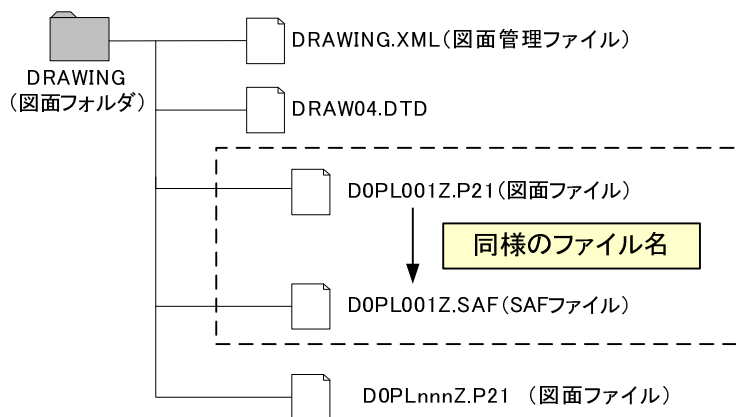 DRAWING
(図面フォルダ)
DRAWING.XML(図面管理ファイル)
DRAW04.DTD
D0PL001Z.P21(図面ファイル)
同様のファイル名
D0PL001Z.SAF(SAFファイル)
D0PLnnnZ.P21 (図面ファイル)